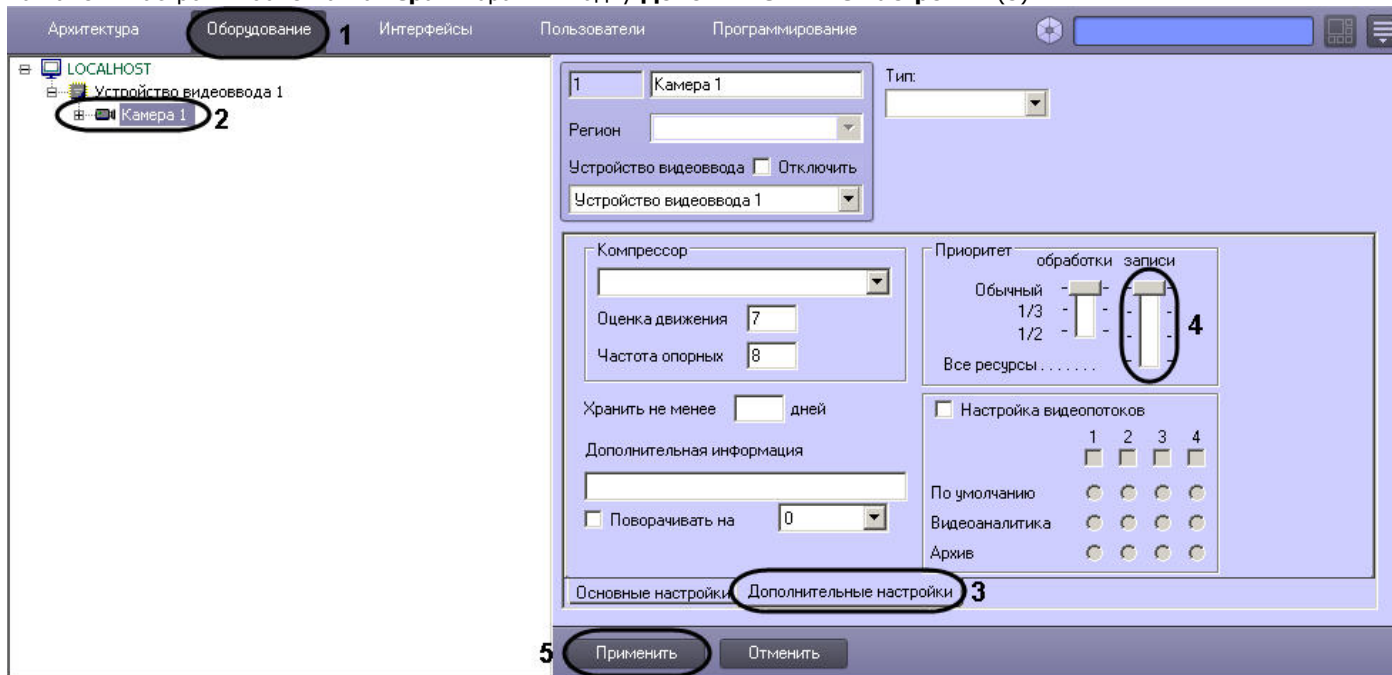 Архитектура Оборудование 1 Интерфейсы Пользователи Программирование
LOCALHOST
Устройство видеоввода 1
Камера 1 2
1 Камера 1
Тип:
Регион
Устройство видеоввода Отключить
Устройство видеоввода 1
Компрессор
Оценка движения 7
Частота опорных 8
Приоритет
обработки записи
Обычный
1/3
1/2
4
Все ресурсы . . . . . . .
Хранить не менее дней
Дополнительная информация
Поворачивать на 0
Настройка видеопотоков
1 2 3 4
По умолчанию
Видеоаналитика
Архив
Основные настройки Дополнительные настройки 3
5 Применить Отменить